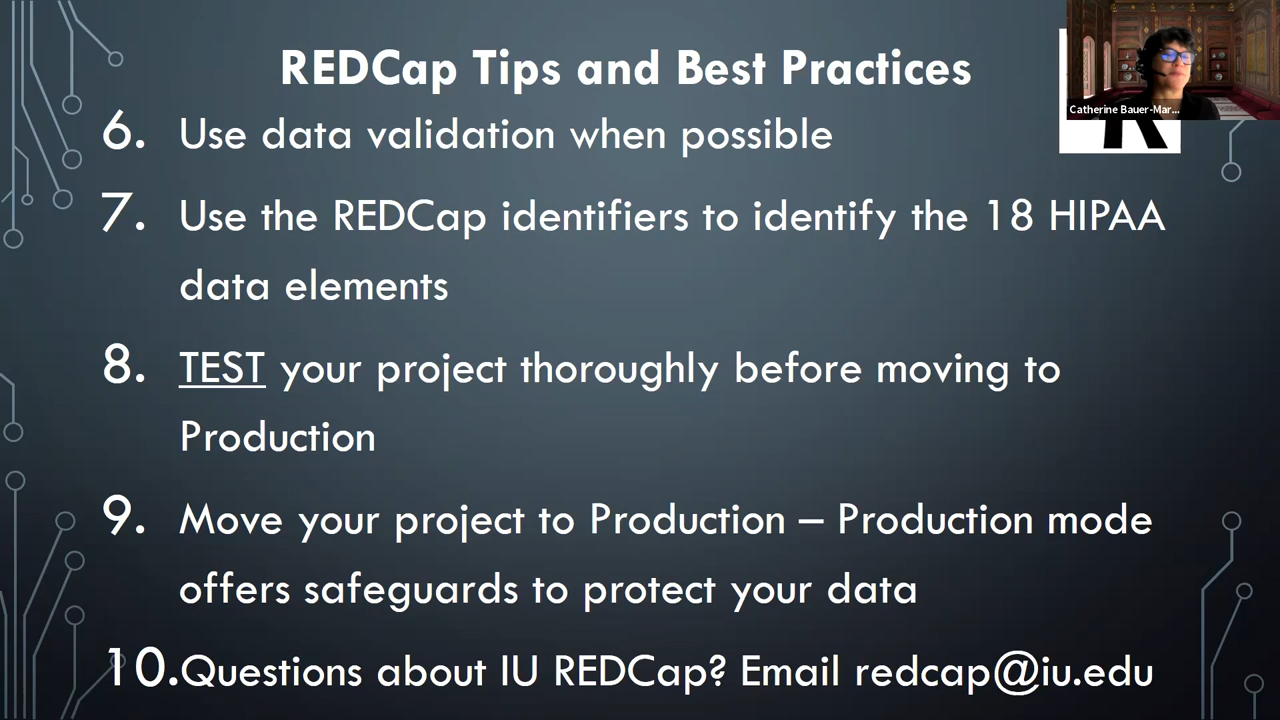 REDCap Tips and Best Practices
Catherine Bauer-Mar...
6. Use data validation when possible
7. Use the REDCap identifiers to identify the 18 HIPAA
data elements
8. TEST your project thoroughly before moving to
Production
9. Move your project to Production – Production mode
offers safeguards to protect your data
10. Questions about IU REDCap? Email redcap@iu.edu